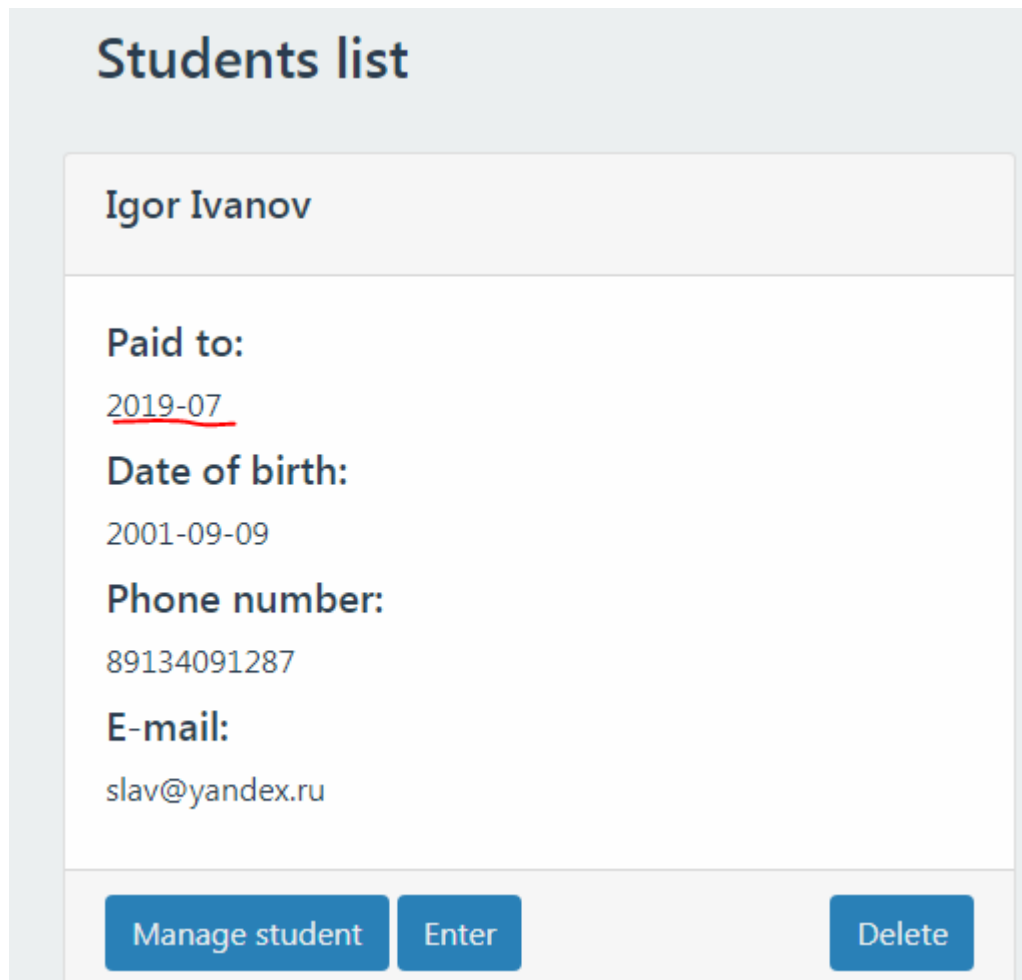 Students list
Igor Ivanov
Paid to:
2019-07
Date of birth:
2001-09-09
Phone number:
89134091287
E-mail:
slav@yandex.ru
Manage student Enter Delete